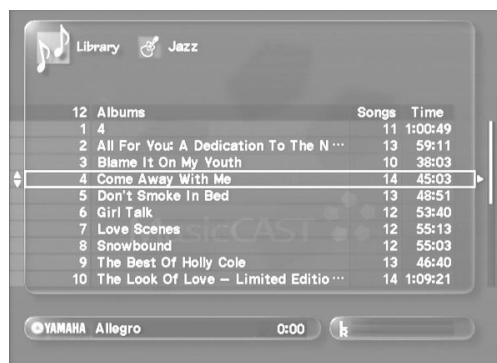 Library Jazz
12 Albums Songs Time
1 4 11 1:00:49
2 All For You: A Dedication To The N ··· 13 59:11
3 Blame It On My Youth 10 38:03
4 Come Away With Me 14 45:03
5 Don't Smoke In Bed 13 48:51
6 Girl Talk 12 53:40
7 Love Scenes 12 55:13
8 Snowbound 12 55:03
9 The Best Of Holly Cole 13 46:40
10 The Look Of Love – Limited Editio ··· 14 1:09:21
MusicCAST
YAMAHA Allegro 0:00